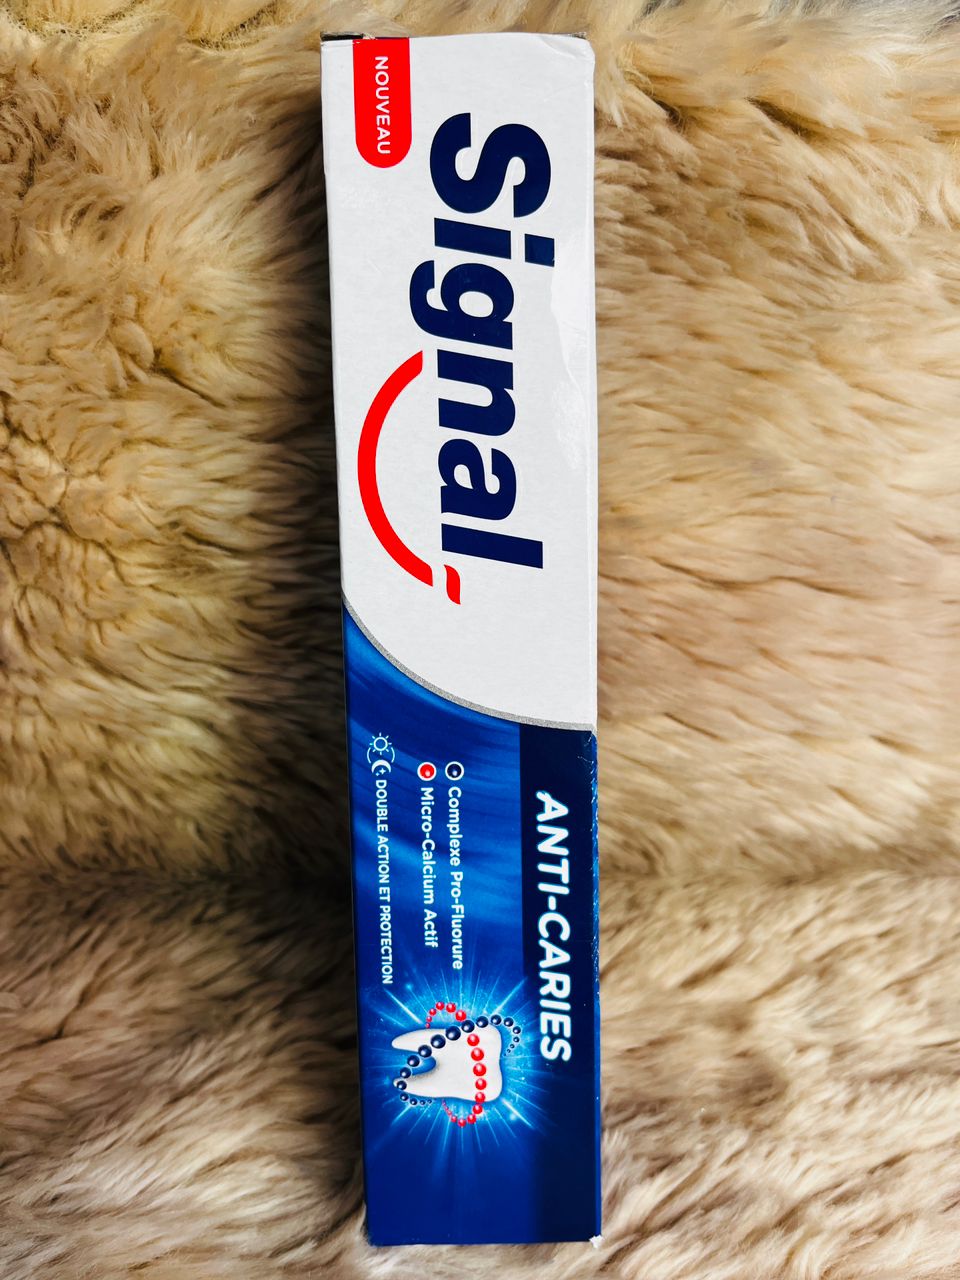 NOUVEAU
Signal
ANTI-CARIES
Complexe Pro-Fluorure
Micro-Calcium Actif
DOUBLE ACTION ET PROTECTION